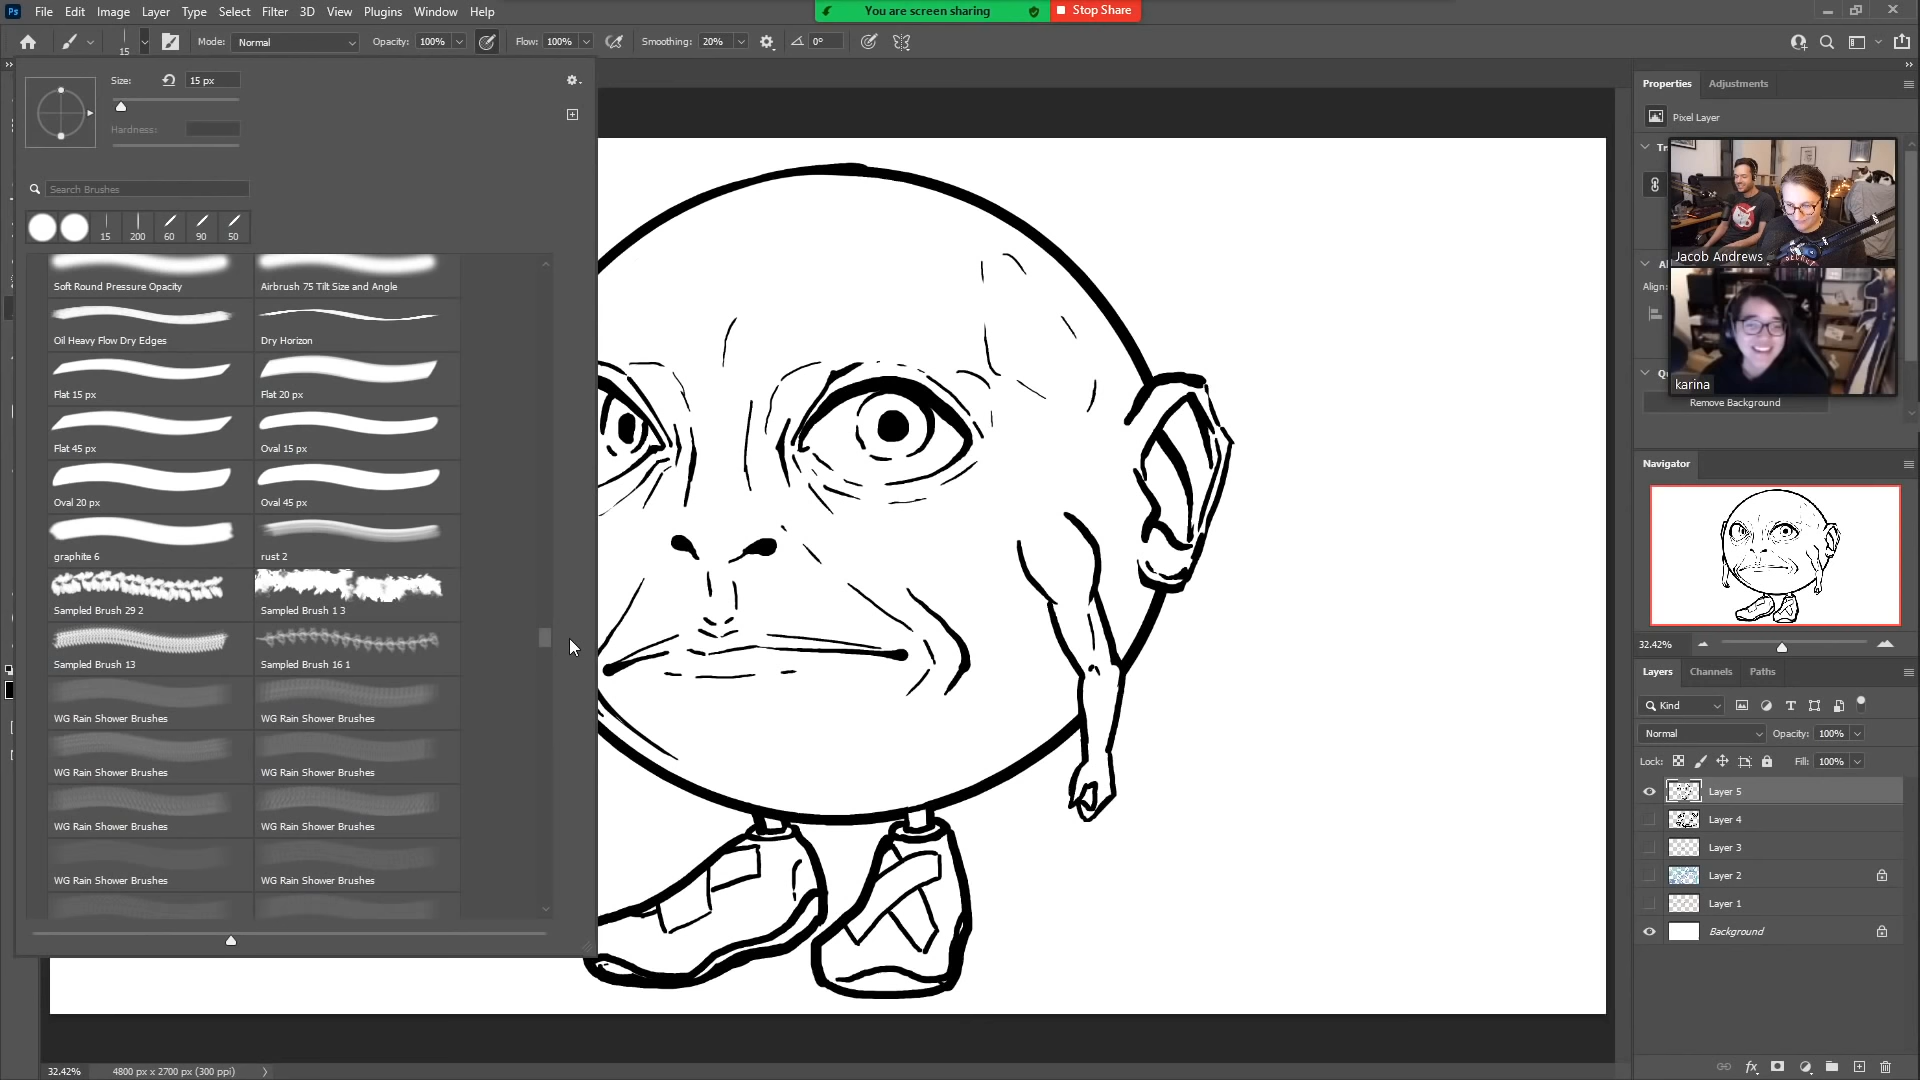 Ps File Edit Image Layer Type Select Filter 3D View Plugins Window Help
You are screen sharing
Stop Share
15
Mode: Normal
Opacity: 100%
Flow: 100%
Smoothing: 20%
0°
Size:
15 px
Hardness:
Search Brushes
15 200 60 90 50
Soft Round Pressure Opacity
Airbrush 75 Tilt Size and Angle
Oil Heavy Flow Dry Edges
Dry Horizon
Flat 15 px
Flat 20 px
Flat 45 px
Oval 15 px
Oval 20 px
Oval 45 px
graphite 6
rust 2
Sampled Brush 29 2
Sampled Brush 1 3
Sampled Brush 13
Sampled Brush 16 1
WG Rain Shower Brushes
WG Rain Shower Brushes
WG Rain Shower Brushes
WG Rain Shower Brushes
WG Rain Shower Brushes
WG Rain Shower Brushes
WG Rain Shower Brushes
WG Rain Shower Brushes
32.42%
4800 px x 2700 px (300 ppi)
Properties
Adjustments
Pixel Layer
Tr
Al
Align:
Q
Jacob Andrews
karina
Remove Background
Navigator
32.42%
Layers
Channels
Paths
Kind
Normal
Opacity: 100%
Lock:
Fill: 100%
Layer 5
Layer 4
Layer 3
Layer 2
Layer 1
Background
fx